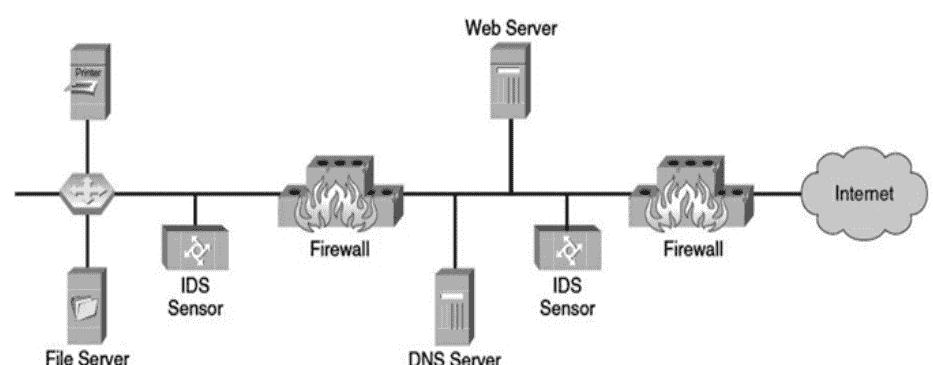 Web Server
Printer
Internet
Firewall
Firewall
IDS
Sensor
IDS
Sensor
File Server
DNS Server